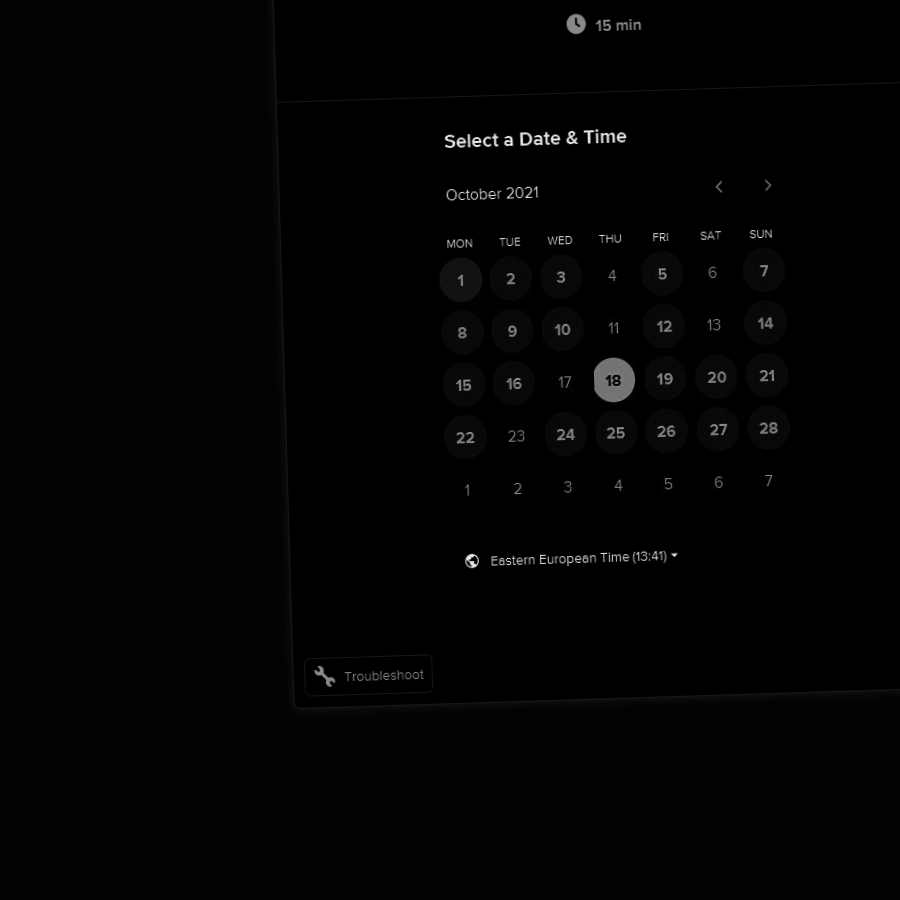 15 min
Select a Date & Time
October 2021
MON TUE WED THU FRI SAT SUN
1 2 3 4 5 6 7
8 9 10 11 12 13 14
15 16 17 18 19 20 21
22 23 24 25 26 27 28
1 2 3 4 5 6 7
Eastern European Time (13:41)
Troubleshoot